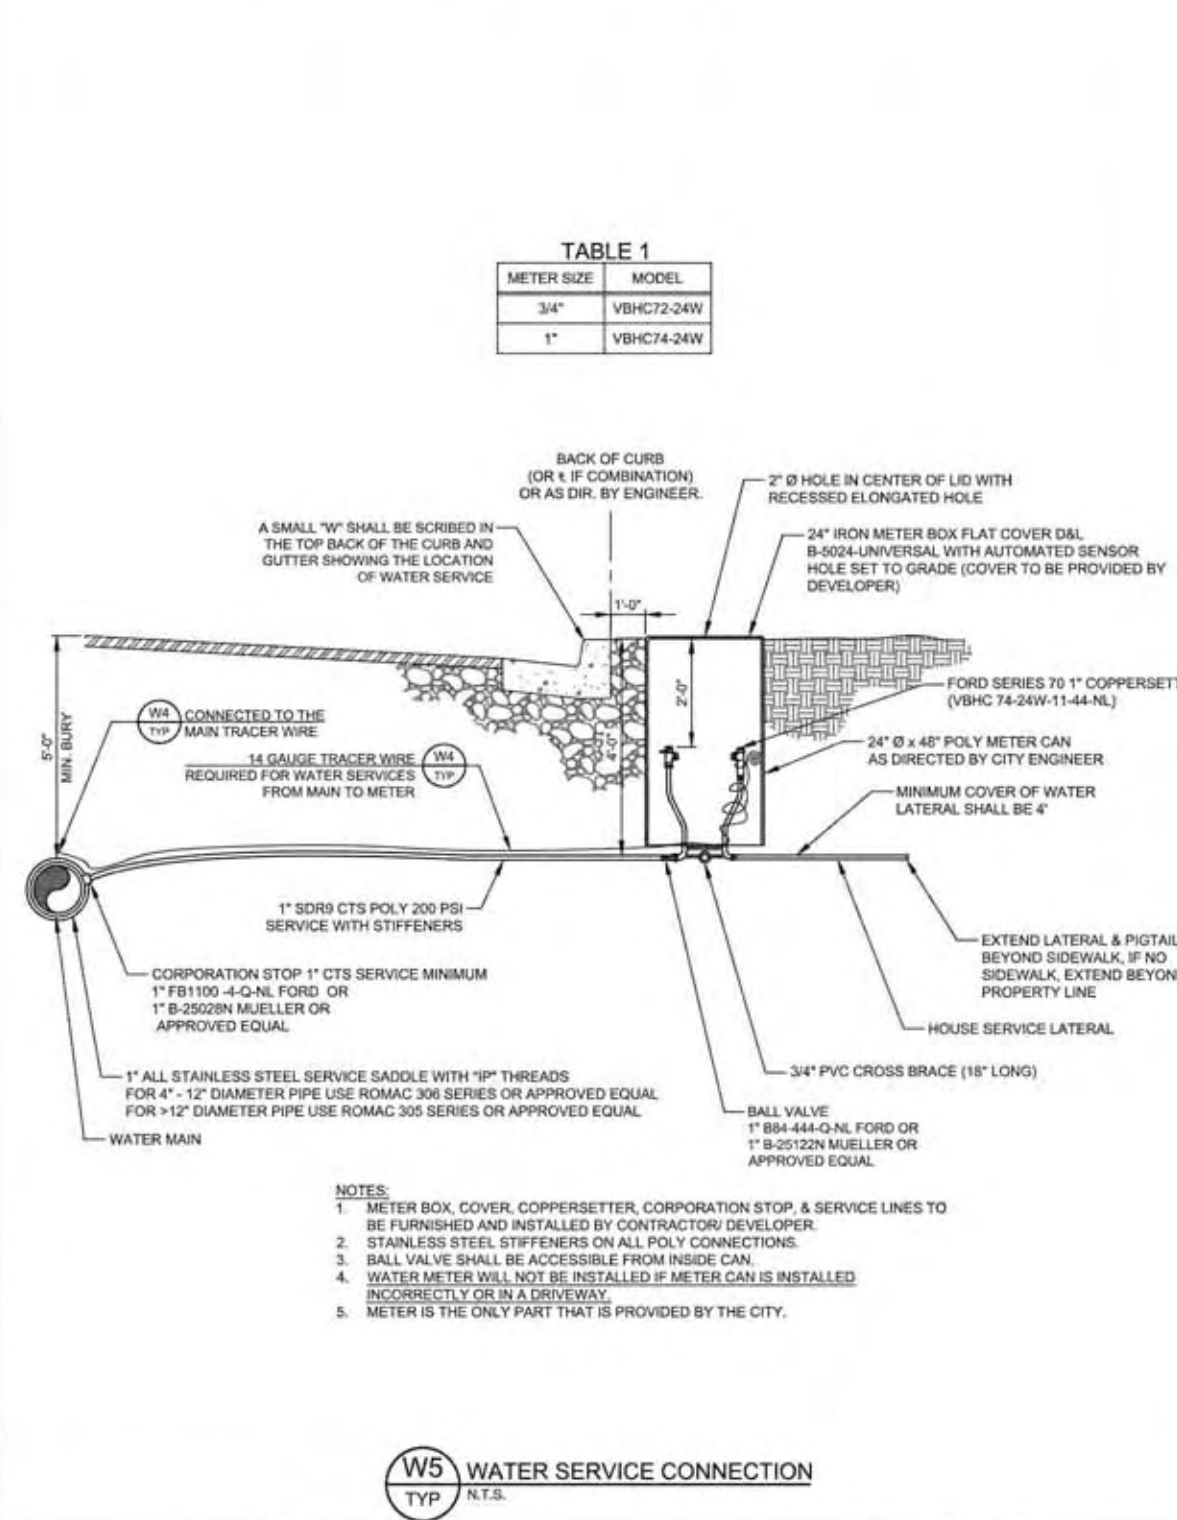 TABLE 1
METER SIZE MODEL
3/4" VBHC72-24W
1" VBHC74-24W
BACK OF CURB
(OR ℄ IF COMBINATION)
OR AS DIR. BY ENGINEER.
2" Ø HOLE IN CENTER OF LID WITH
RECESSED ELONGATED HOLE
A SMALL "W" SHALL BE SCRIBED IN
THE TOP BACK OF THE CURB AND
GUTTER SHOWING THE LOCATION
OF WATER SERVICE
24" IRON METER BOX FLAT COVER D&L
B-5024-UNIVERSAL WITH AUTOMATED SENSOR
HOLE SET TO GRADE (COVER TO BE PROVIDED BY
DEVELOPER)
1'-0"
2'-0"
4'-0"
5'-0"
MIN. BURY
FORD SERIES 70 1" COPPERSETT
(VBHC 74-24W-11-44-NL)
W4
TYP
CONNECTED TO THE
MAIN TRACER WIRE
14 GAUGE TRACER WIRE
REQUIRED FOR WATER SERVICES
FROM MAIN TO METER
W4
TYP
24" Ø x 48" POLY METER CAN
AS DIRECTED BY CITY ENGINEER
MINIMUM COVER OF WATER
LATERAL SHALL BE 4'
1" SDR9 CTS POLY 200 PSI
SERVICE WITH STIFFENERS
EXTEND LATERAL & PIGTAIL
BEYOND SIDEWALK, IF NO
SIDEWALK, EXTEND BEYON
PROPERTY LINE
CORPORATION STOP 1" CTS SERVICE MINIMUM
1" FB1100 -4-Q-NL FORD OR
1" B-25028N MUELLER OR
APPROVED EQUAL
HOUSE SERVICE LATERAL
3/4" PVC CROSS BRACE (18" LONG)
1" ALL STAINLESS STEEL SERVICE SADDLE WITH "IP" THREADS
FOR 4" - 12" DIAMETER PIPE USE ROMAC 306 SERIES OR APPROVED EQUAL
FOR >12" DIAMETER PIPE USE ROMAC 305 SERIES OR APPROVED EQUAL
BALL VALVE
1" B84-444-Q-NL FORD OR
1" B-25122N MUELLER OR
APPROVED EQUAL
WATER MAIN
NOTES:
1. METER BOX, COVER, COPPERSETTER, CORPORATION STOP, & SERVICE LINES TO
BE FURNISHED AND INSTALLED BY CONTRACTOR/ DEVELOPER.
2. STAINLESS STEEL STIFFENERS ON ALL POLY CONNECTIONS.
3. BALL VALVE SHALL BE ACCESSIBLE FROM INSIDE CAN.
4. WATER METER WILL NOT BE INSTALLED IF METER CAN IS INSTALLED
INCORRECTLY OR IN A DRIVEWAY.
5. METER IS THE ONLY PART THAT IS PROVIDED BY THE CITY.
W5
TYP
WATER SERVICE CONNECTION
N.T.S.